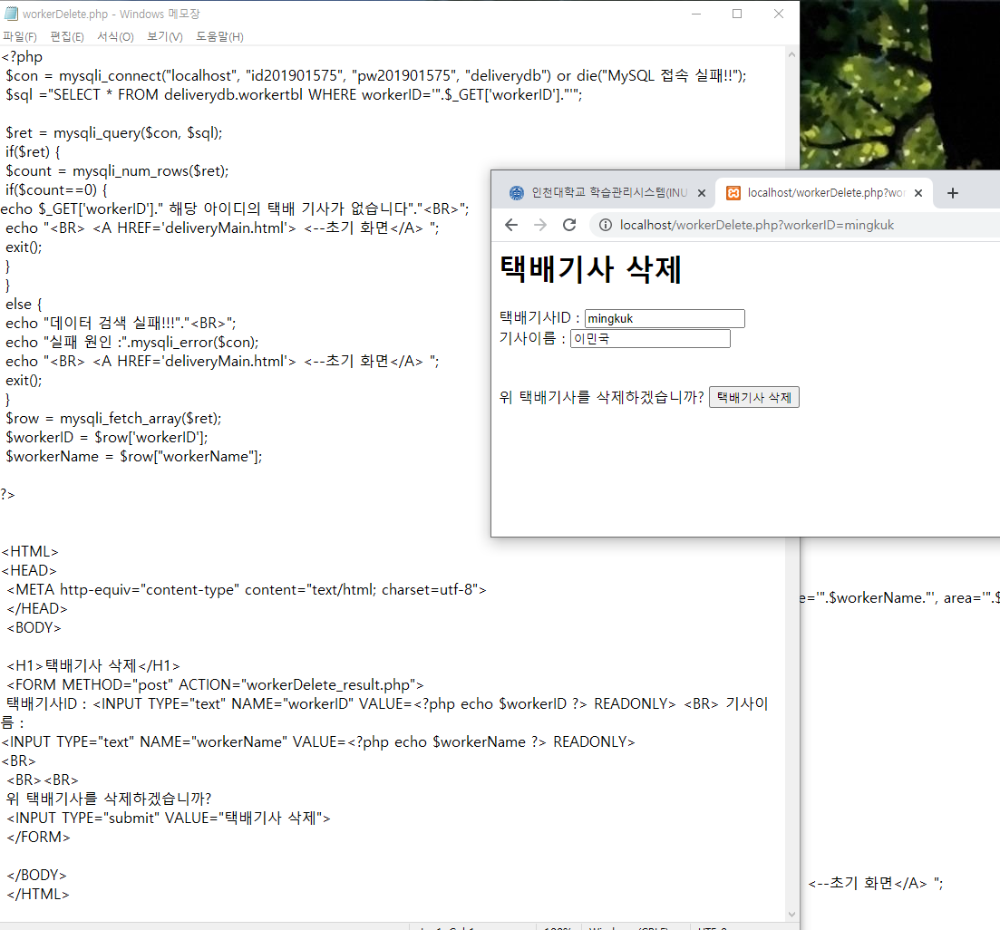 workerDelete.php - Windows 메모장
파일(F) 편집(E) 서식(O) 보기(V) 도움말(H)
<?php
$con = mysqli_connect("localhost", "id201901575", "pw201901575", "deliverydb") or die("MySQL 접속 실패!!");
$sql ="SELECT * FROM deliverydb.workertbl WHERE workerID='".$_GET['workerID']."'";
$ret = mysqli_query($con, $sql);
if($ret) {
$count = mysqli_num_rows($ret);
if($count==0) {
echo $_GET['workerID']." 해당 아이디의 택배 기사가 없습니다"."<BR>";
echo "<BR> <A HREF='deliveryMain.html'> <--초기 화면</A> ";
exit();
}
}
else {
echo "데이터 검색 실패!!!"."<BR>";
echo "실패 원인 :".mysqli_error($con);
echo "<BR> <A HREF='deliveryMain.html'> <--초기 화면</A> ";
exit();
}
$row = mysqli_fetch_array($ret);
$workerID = $row['workerID'];
$workerName = $row["workerName"];
?>
<HTML>
<HEAD>
<META http-equiv="content-type" content="text/html; charset=utf-8">
</HEAD>
<BODY>
<H1>택배기사 삭제</H1>
<FORM METHOD="post" ACTION="workerDelete_result.php">
택배기사ID : <INPUT TYPE="text" NAME="workerID" VALUE=<?php echo $workerID ?> READONLY> <BR> 기사이
름 :
<INPUT TYPE="text" NAME="workerName" VALUE=<?php echo $workerName ?> READONLY>
<BR>
<BR><BR>
위 택배기사를 삭제하겠습니까?
<INPUT TYPE="submit" VALUE="택배기사 삭제">
</FORM>
</BODY>
</HTML>
인천대학교 학습관리시스템(INU
localhost/workerDelete.php?wor
localhost/workerDelete.php?workerID=mingkuk
택배기사 삭제
택배기사ID : mingkuk
기사이름 : 이민국
위 택배기사를 삭제하겠습니까? 택배기사 삭제
e='".$workerName."', area='".$
<--초기 화면</A> ";